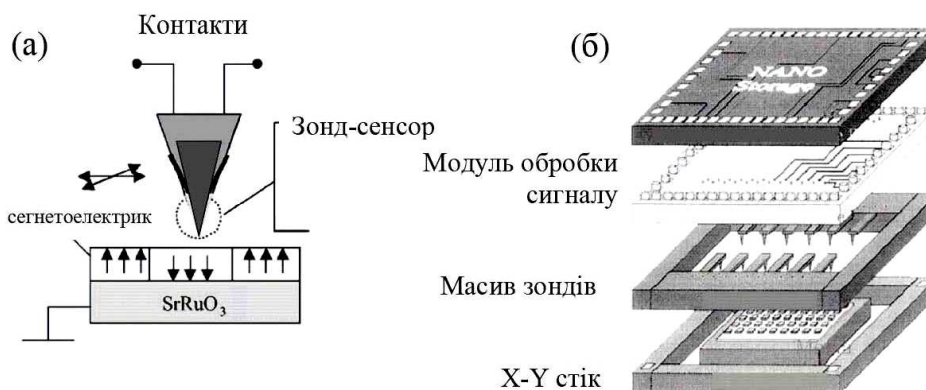 (а)
Контакти
Зонд-сенсор
сегнетоелектрик
SrRuO₃
(б)
NANO
Storage
Модуль обробки
сигналу
Масив зондів
X-Y стік